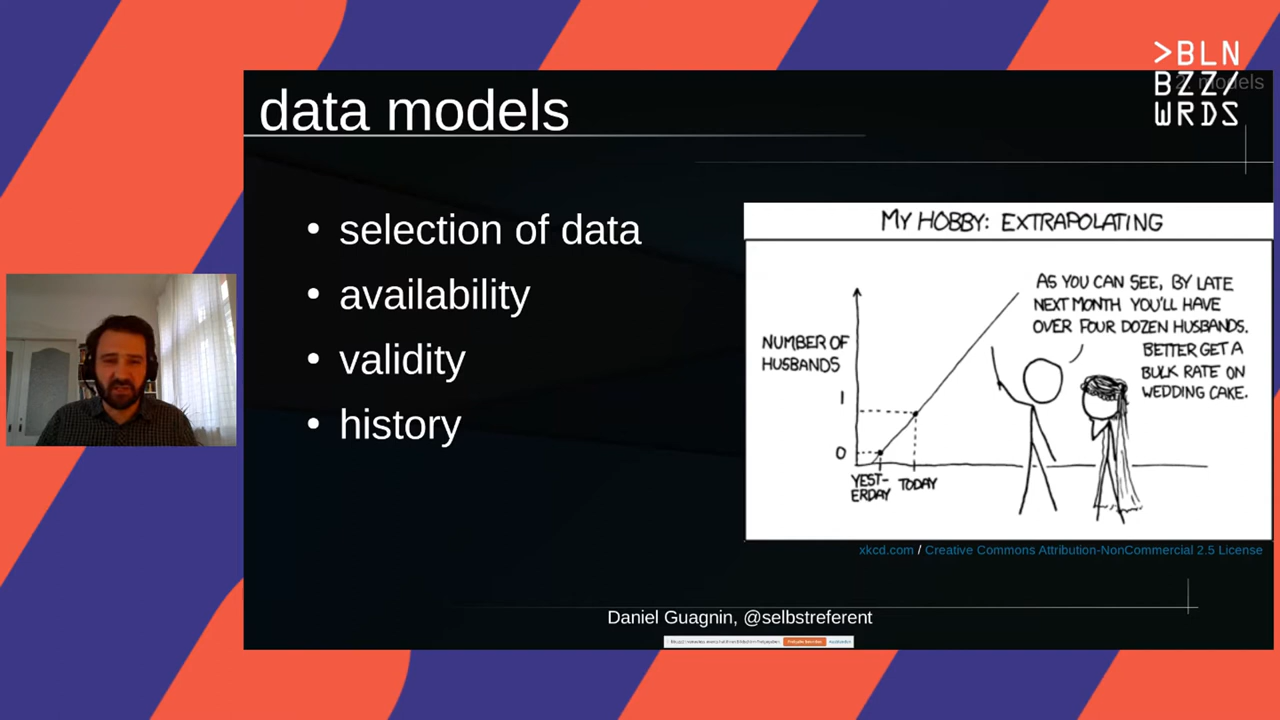 >BLN
BZZ/
WRDS
models
data models
• selection of data
• availability
• validity
• history
MY HOBBY: EXTRAPOLATING
AS YOU CAN SEE, BY LATE
NEXT MONTH YOU'LL HAVE
OVER FOUR DOZEN HUSBANDS.
BETTER GET A
BULK RATE ON
WEDDING CAKE.
NUMBER OF
HUSBANDS
1
0
YEST-
ERDAY
TODAY
xkcd.com / Creative Commons Attribution-NonCommercial 2.5 License
Daniel Guagnin, @selbstreferent